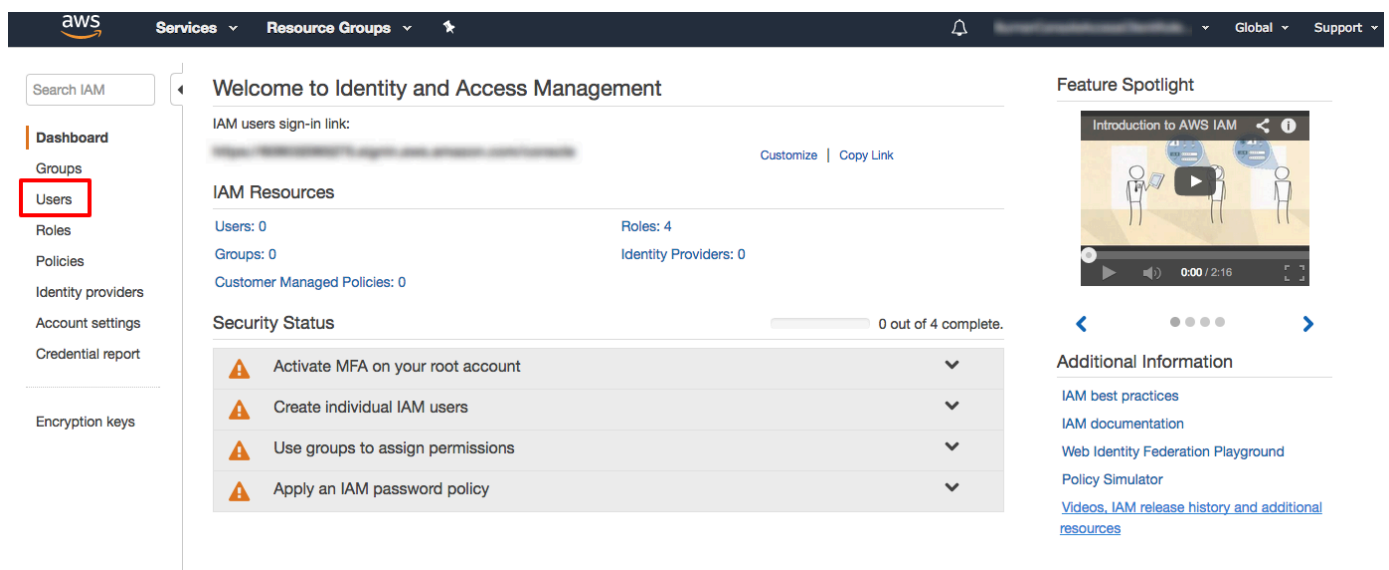 aws Services Resource Groups Global Support
Search IAM
Dashboard
Groups
Users
Roles
Policies
Identity providers
Account settings
Credential report
Encryption keys
Welcome to Identity and Access Management
IAM users sign-in link:
Customize | Copy Link
IAM Resources
Users: 0 Roles: 4
Groups: 0 Identity Providers: 0
Customer Managed Policies: 0
Security Status 0 out of 4 complete.
Activate MFA on your root account
Create individual IAM users
Use groups to assign permissions
Apply an IAM password policy
Feature Spotlight
Introduction to AWS IAM
0:00 / 2:16
Additional Information
IAM best practices
IAM documentation
Web Identity Federation Playground
Policy Simulator
Videos, IAM release history and additional
resources